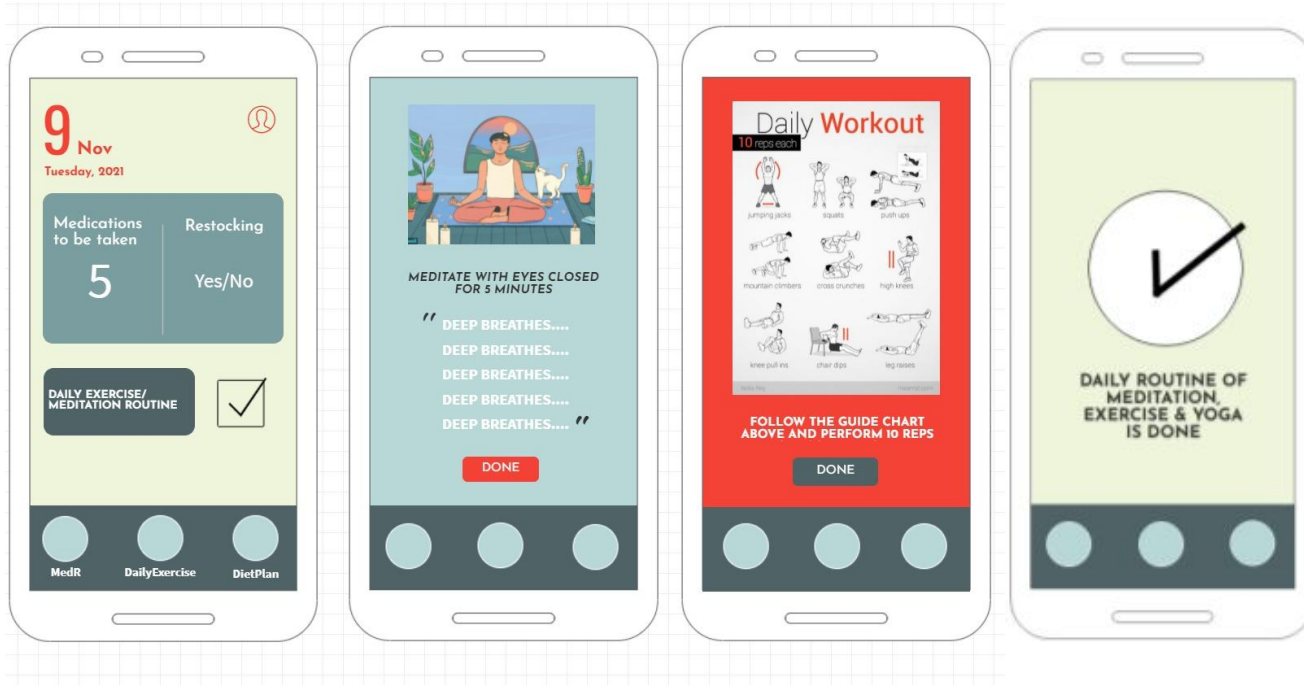 9 Nov
Tuesday, 2021
Medications
to be taken
5
Restocking
Yes/No
DAILY EXERCISE/
MEDITATION ROUTINE
MedR
DailyExercise
DietPlan
MEDITATE WITH EYES CLOSED
FOR 5 MINUTES
" DEEP BREATHES....
DEEP BREATHES....
DEEP BREATHES....
DEEP BREATHES....
DEEP BREATHES.... "
DONE
Daily Workout
10 reps each
jumping jacks
squats
push ups
mountain climbers
cross crunches
high knees
knee pull ins
chair dips
leg raises
FOLLOW THE GUIDE CHART
ABOVE AND PERFORM 10 REPS
DONE
DAILY ROUTINE OF
MEDITATION,
EXERCISE & YOGA
IS DONE